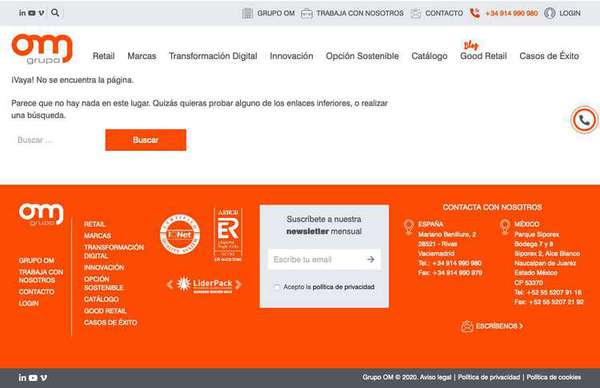 GRUPO OM
TRABAJA CON NOSOTROS
CONTACTO
+34 914 990 980
LOGIN
OM
grupo
Retail
Marcas
Transformación Digital
Innovación
Opción Sostenible
Catálogo
Blog
Good Retail
Casos de Éxito
¡Vaya! No se encuentra la página.
Parece que no hay nada en este lugar. Quizás quieras probar alguno de los enlaces inferiores, o realizar
una búsqueda.
Buscar ...
Buscar
OM
grupo
GRUPO OM
TRABAJA CON
NOSOTROS
CONTACTO
LOGIN
RETAIL
MARCAS
TRANSFORMACIÓN
DIGITAL
INNOVACIÓN
OPCIÓN
SOSTENIBLE
CATÁLOGO
GOOD RETAIL
CASOS DE ÉXITO
AENOR
ER
LiderPack
Suscríbete a nuestra
newsletter mensual
Escribe tu email
Acepto la política de privacidad
CONTACTA CON NOSOTROS
ESPAÑA
Mariano Benlliure, 2
28521 - Rivas
Vaciamadrid
Tel.: +34 914 990 980
Fax: +34 914 990 979
MÉXICO
Parque Siporex
Bodega 7 y 8
Siporex 2, Alce Blanco
Naucalpan de Juarez
Estado México
CP 53370
Tel: +52 55 5207 91 16
Fax: +52 55 5207 21 92
ESCRÍBENOS
Grupo OM © 2020. Aviso legal | Política de privacidad | Política de cookies